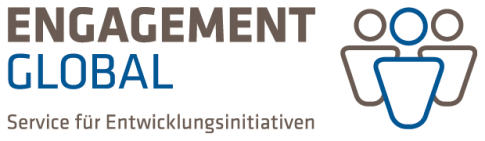 ENGAGEMENT
GLOBAL
Service für Entwicklungsinitiativen